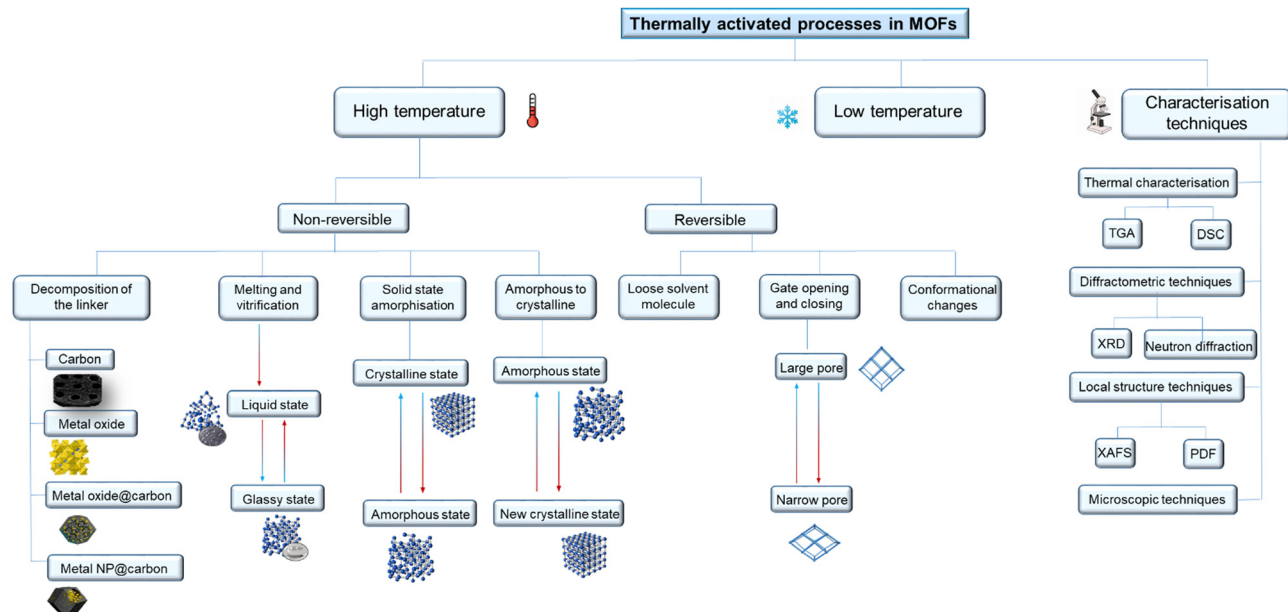 Thermally activated processes in MOFs
High temperature
Low temperature
Characterisation
techniques
Non-reversible
Reversible
Decomposition of
the linker
Melting and
vitrification
Solid state
amorphisation
Amorphous to
crystalline
Loose solvent
molecule
Gate opening
and closing
Conformational
changes
Carbon
Metal oxide
Metal oxide@carbon
Metal NP@carbon
Liquid state
Glassy state
Crystalline state
Amorphous state
Amorphous state
New crystalline state
Large pore
Narrow pore
Thermal characterisation
TGA
DSC
Diffractometric techniques
XRD
Neutron diffraction
Local structure techniques
XAFS
PDF
Microscopic techniques